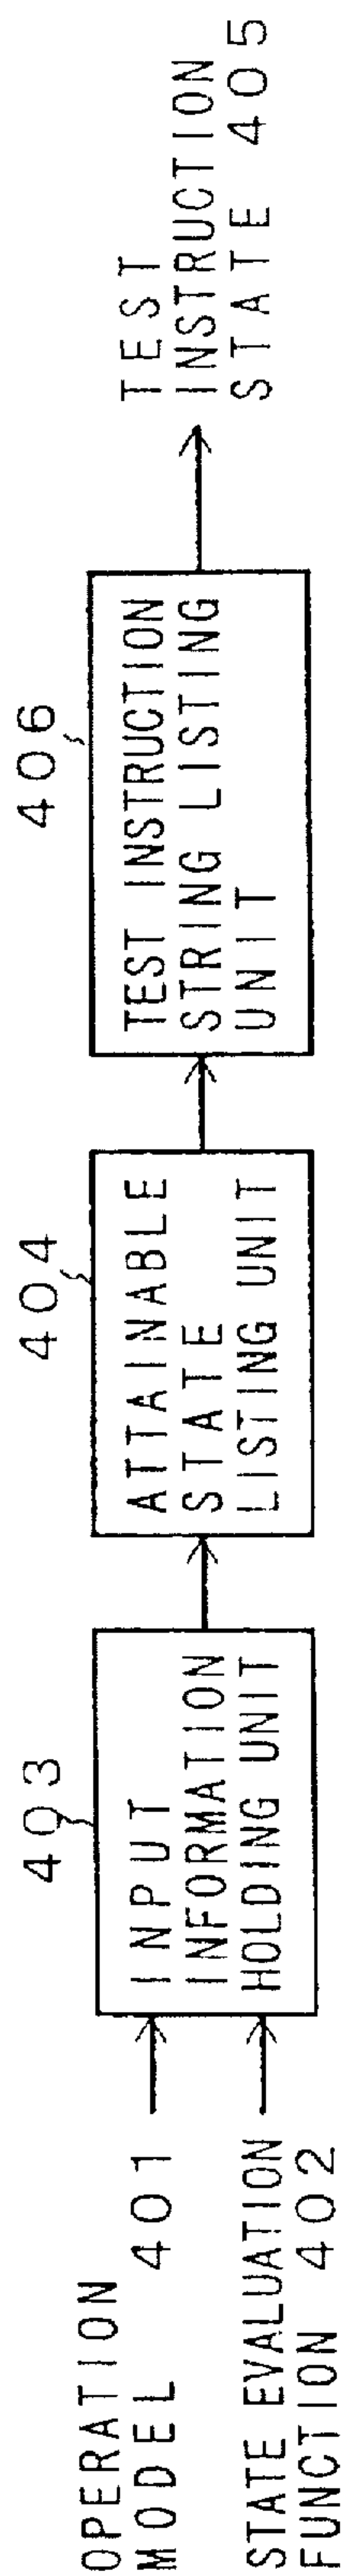 OPERATION
MODEL 401
STATE EVALUATION
FUNCTION 402
403
INPUT
INFORMATION
HOLDING UNIT
404
ATTAINABLE
STATE
LISTING UNIT
406
TEST INSTRUCTION
STRING LISTING
UNIT
TEST
INSTRUCTION
STATE 405